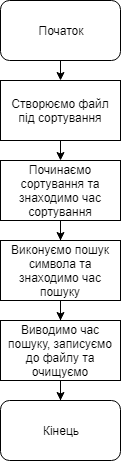 Початок
Створюємо файл
під сортування
Починаємо
сортування та
знаходимо час
сортування
Виконуємо пошук
символа та
знаходимо час
пошуку
Виводимо час
пошуку, записуємо
до файлу та
очищуємо
Кінець